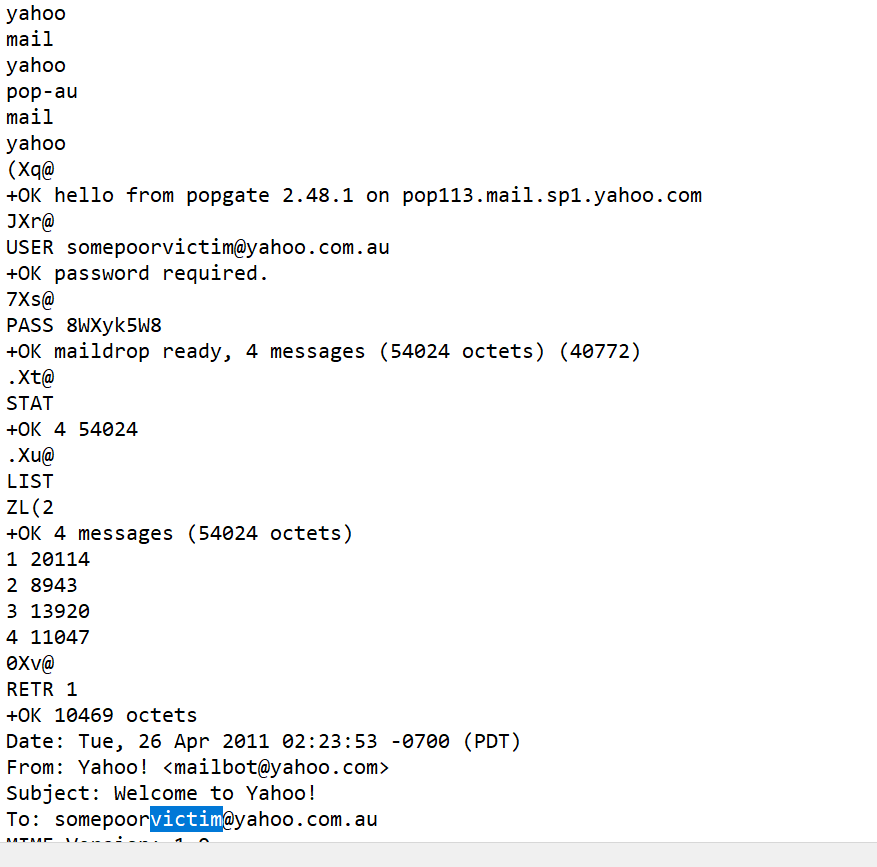 yahoo
mail
yahoo
pop-au
mail
yahoo
(Xq@
+OK hello from popgate 2.48.1 on pop113.mail.sp1.yahoo.com
JXr@
USER somepoorvictim@yahoo.com.au
+OK password required.
7Xs@
PASS 8WXyk5W8
+OK maildrop ready, 4 messages (54024 octets) (40772)
.Xt@
STAT
+OK 4 54024
.Xu@
LIST
ZL(2
+OK 4 messages (54024 octets)
1 20114
2 8943
3 13920
4 11047
0Xv@
RETR 1
+OK 10469 octets
Date: Tue, 26 Apr 2011 02:23:53 -0700 (PDT)
From: Yahoo! <mailbot@yahoo.com>
Subject: Welcome to Yahoo!
To: somepoorvictim@yahoo.com.au